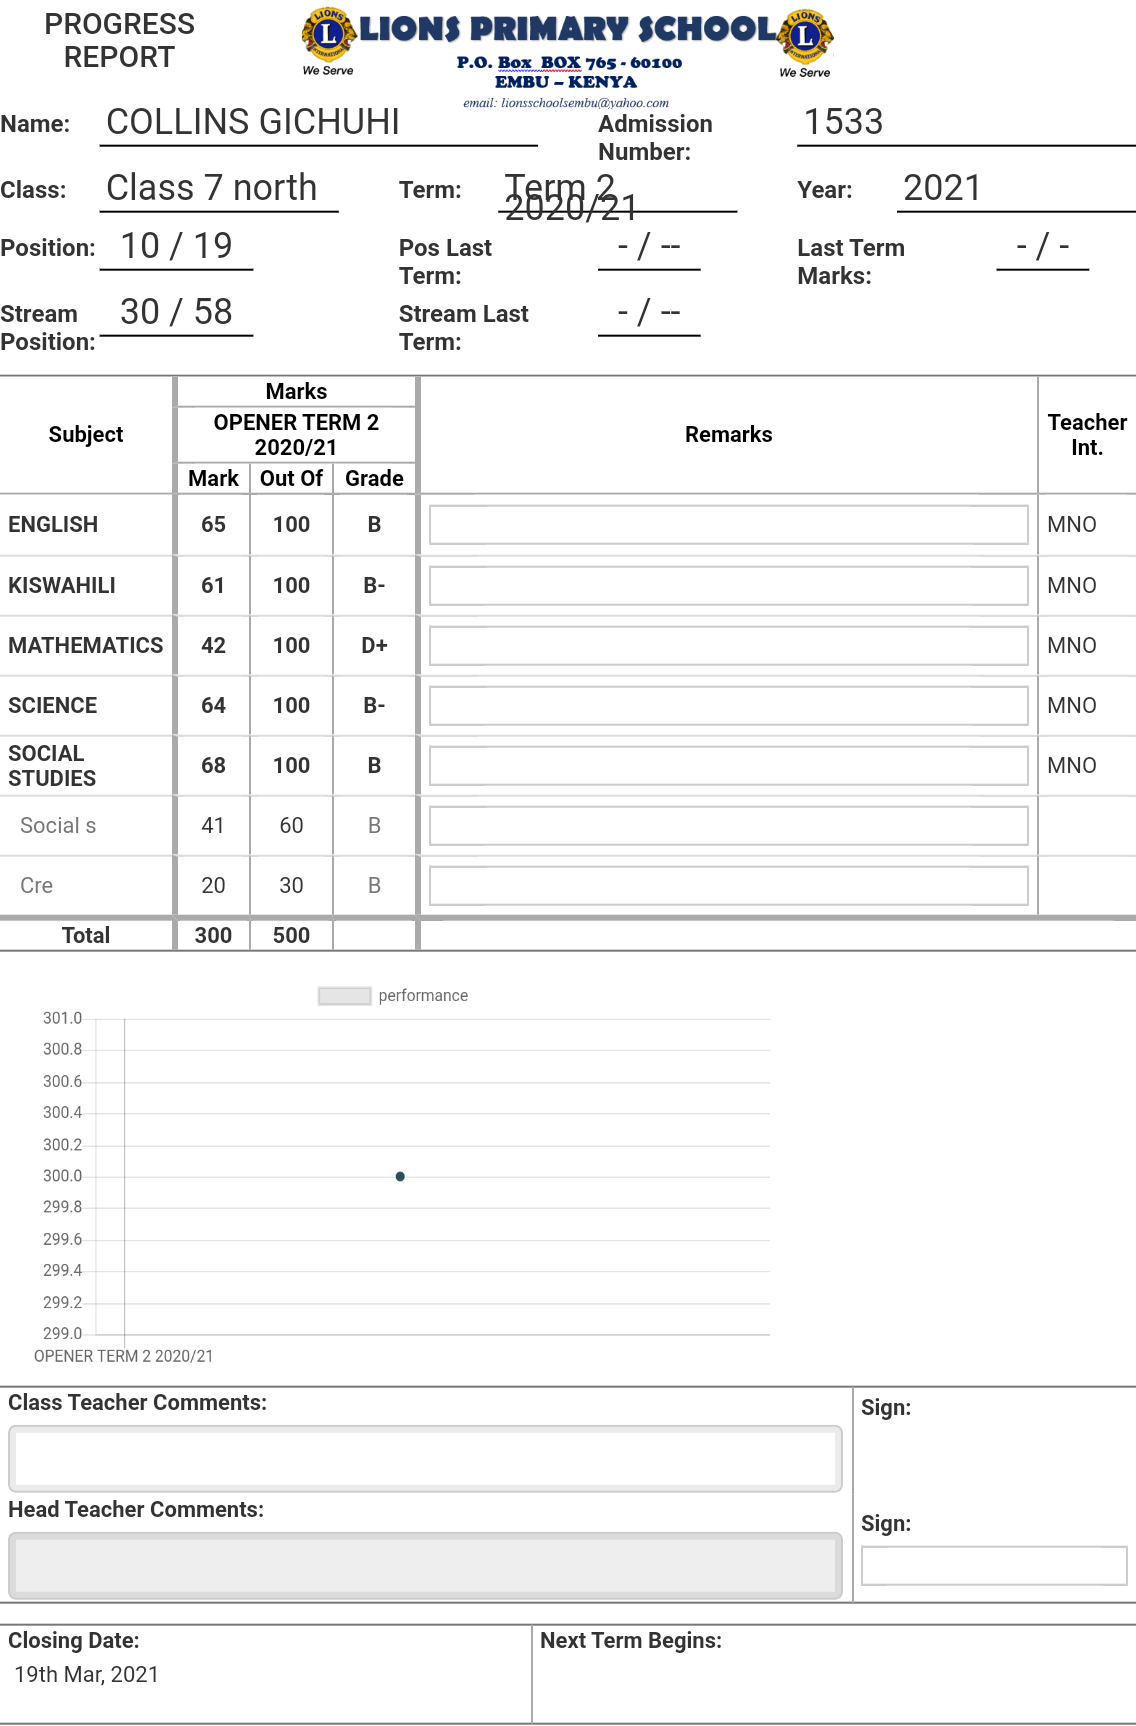 PROGRESS
REPORT
LIONS PRIMARY SCHOOL
We Serve
We Serve
P.O. Box BOX 765 - 60100
EMBU – KENYA
email: lionsschoolsembu@yahoo.com
Name: COLLINS GICHUHI Admission Number: 1533
Class: Class 7 north Term: Term 2 2020/21 Year: 2021
Position: 10 / 19 Pos Last Term: - / -- Last Term Marks: - / -
Stream Position: 30 / 58 Stream Last Term: - / --
Subject Marks Remarks Teacher Int.
OPENER TERM 2 2020/21
Mark Out Of Grade
ENGLISH 65 100 B MNO
KISWAHILI 61 100 B- MNO
MATHEMATICS 42 100 D+ MNO
SCIENCE 64 100 B- MNO
SOCIAL STUDIES 68 100 B MNO
Social s 41 60 B
Cre 20 30 B
Total 300 500
performance
301.0
300.8
300.6
300.4
300.2
300.0
299.8
299.6
299.4
299.2
299.0
OPENER TERM 2 2020/21
Class Teacher Comments: Sign:
Head Teacher Comments:
Sign:
Closing Date: Next Term Begins:
19th Mar, 2021